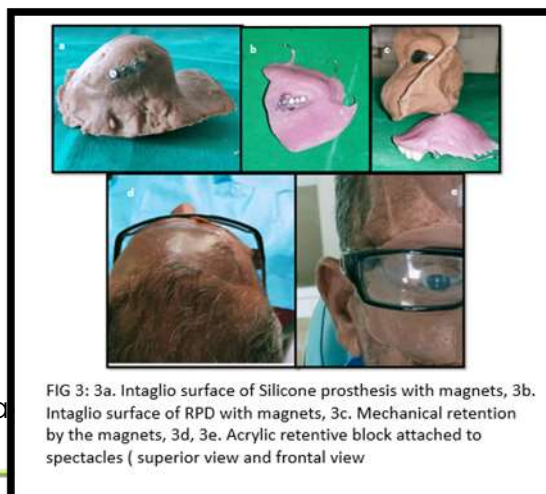 a
b
c
d
e
FIG 3: 3a. Intaglio surface of Silicone prosthesis with magnets, 3b.
Intaglio surface of RPD with magnets, 3c. Mechanical retention
by the magnets, 3d, 3e. Acrylic retentive block attached to
spectacles ( superior view and frontal view
a